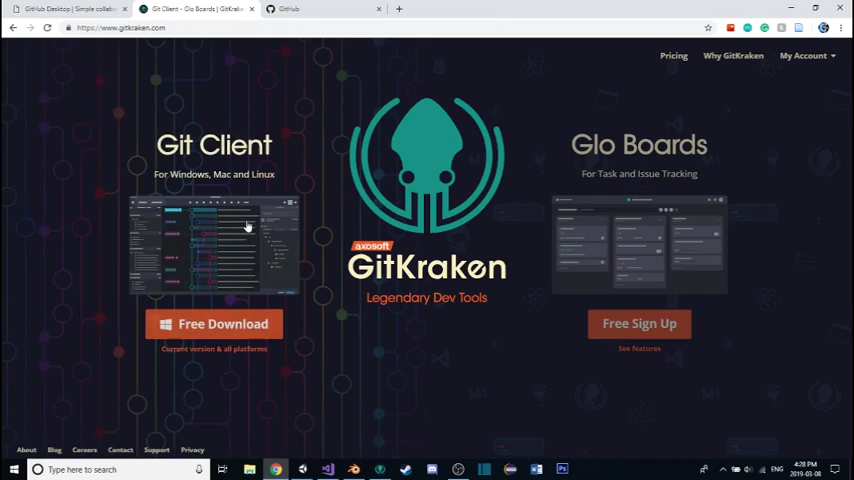 GitHub Desktop | Simple collab
Git Client - Glo Boards | GitKrak
GitHub
https://www.gitkraken.com
Pricing
Why GitKraken
My Account
Git Client
For Windows, Mac and Linux
Free Download
Current version & all platforms
axosoft
GitKraken
Legendary Dev Tools
Glo Boards
For Task and Issue Tracking
Free Sign Up
See features
About
Blog
Careers
Contact
Support
Privacy
Type here to search
ENG
4:28 PM
2019-03-08